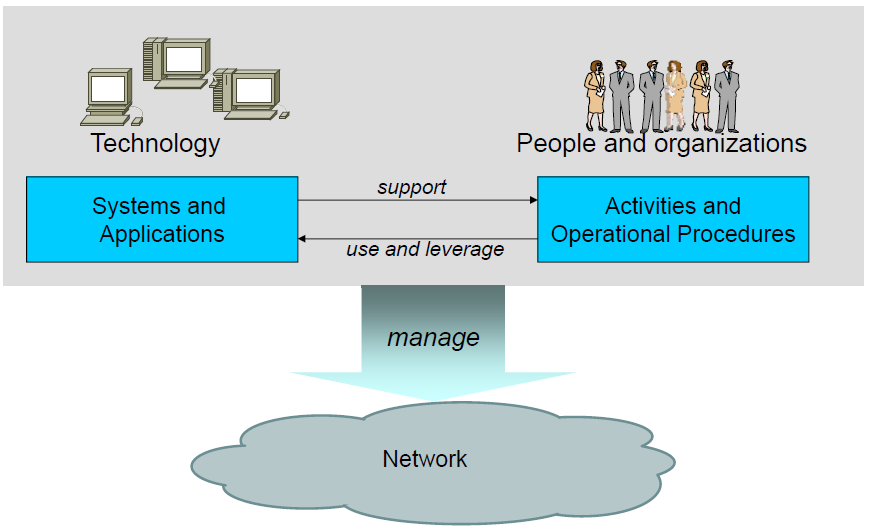 Technology
People and organizations
Systems and
Applications
support
use and leverage
Activities and
Operational Procedures
manage
Network